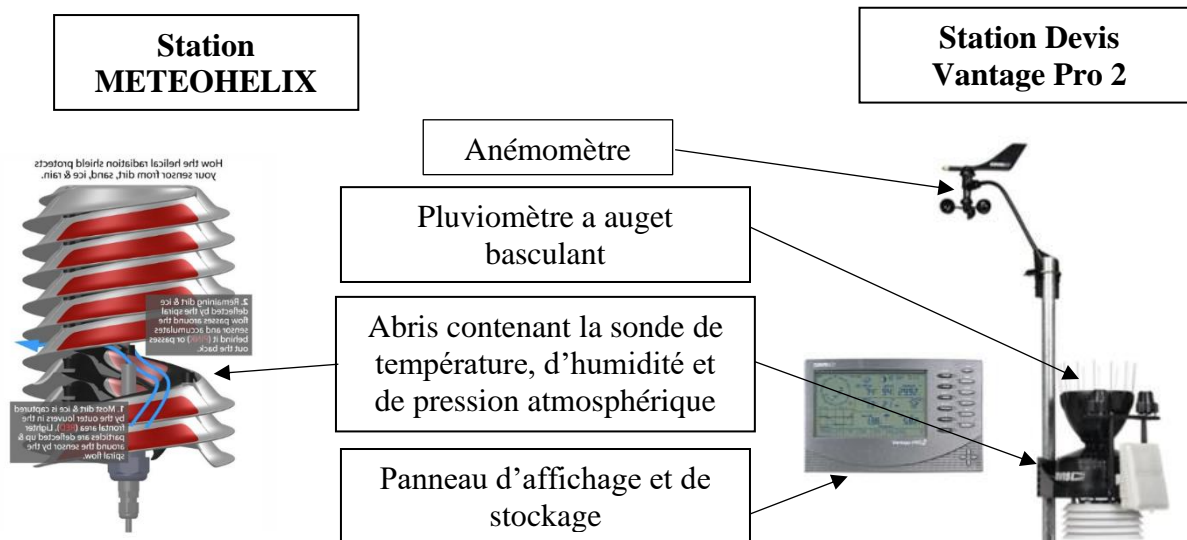 Station
METEOHELIX
Station Devis
Vantage Pro 2
Anémomètre
Pluviomètre a auget
basculant
Abris contenant la sonde de
température, d’humidité et
de pression atmosphérique
Panneau d’affichage et de
stockage
How the helical radiation shield protects
your sensor from dirt, sand, ice & rain.
2. Remaining dirt & ice
deflected by the spiral
flow passes around the
sensor and accumulates
behind it (PINK) or passes
out the back.
1. Most dirt & ice is captured
by the outer louvers in the
frontal area (RED). Lighter
particles are deflected up &
around the sensor by the
spiral flow.